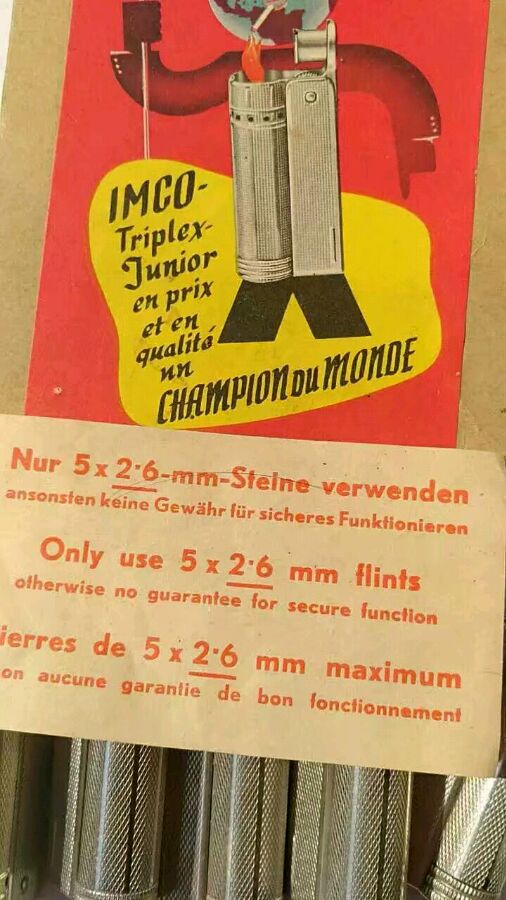 IMCO-
Triplex-
Junior
en prix
et en
qualité
un
CHAMPION DU MONDE
Nur 5 x 2·6-mm-Steine verwenden
ansonsten keine Gewähr für sicheres Funktionieren
Only use 5 x 2·6 mm flints
otherwise no guarantee for secure function
ierres de 5 x 2·6 mm maximum
on aucune garantie de bon fonctionnement